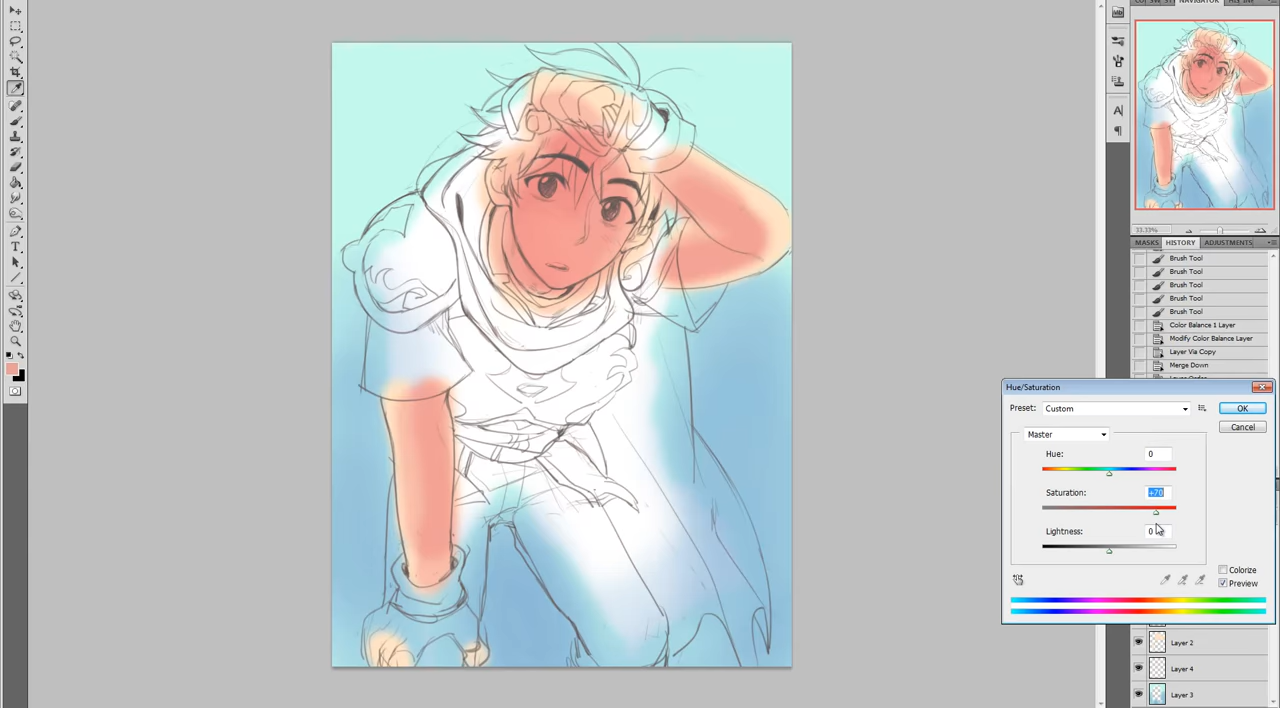 NAVIGATOR
33.33%
MASKS
HISTORY
ADJUSTMENTS
Brush Tool
Brush Tool
Brush Tool
Brush Tool
Brush Tool
Color Balance 1 Layer
Modify Color Balance Layer
Layer Via Copy
Merge Down
Hue/Saturation
Preset: Custom
OK
Cancel
Master
Hue: 0
Saturation: +70
Lightness: 0
Colorize
Preview
Layer 2
Layer 4
Layer 3